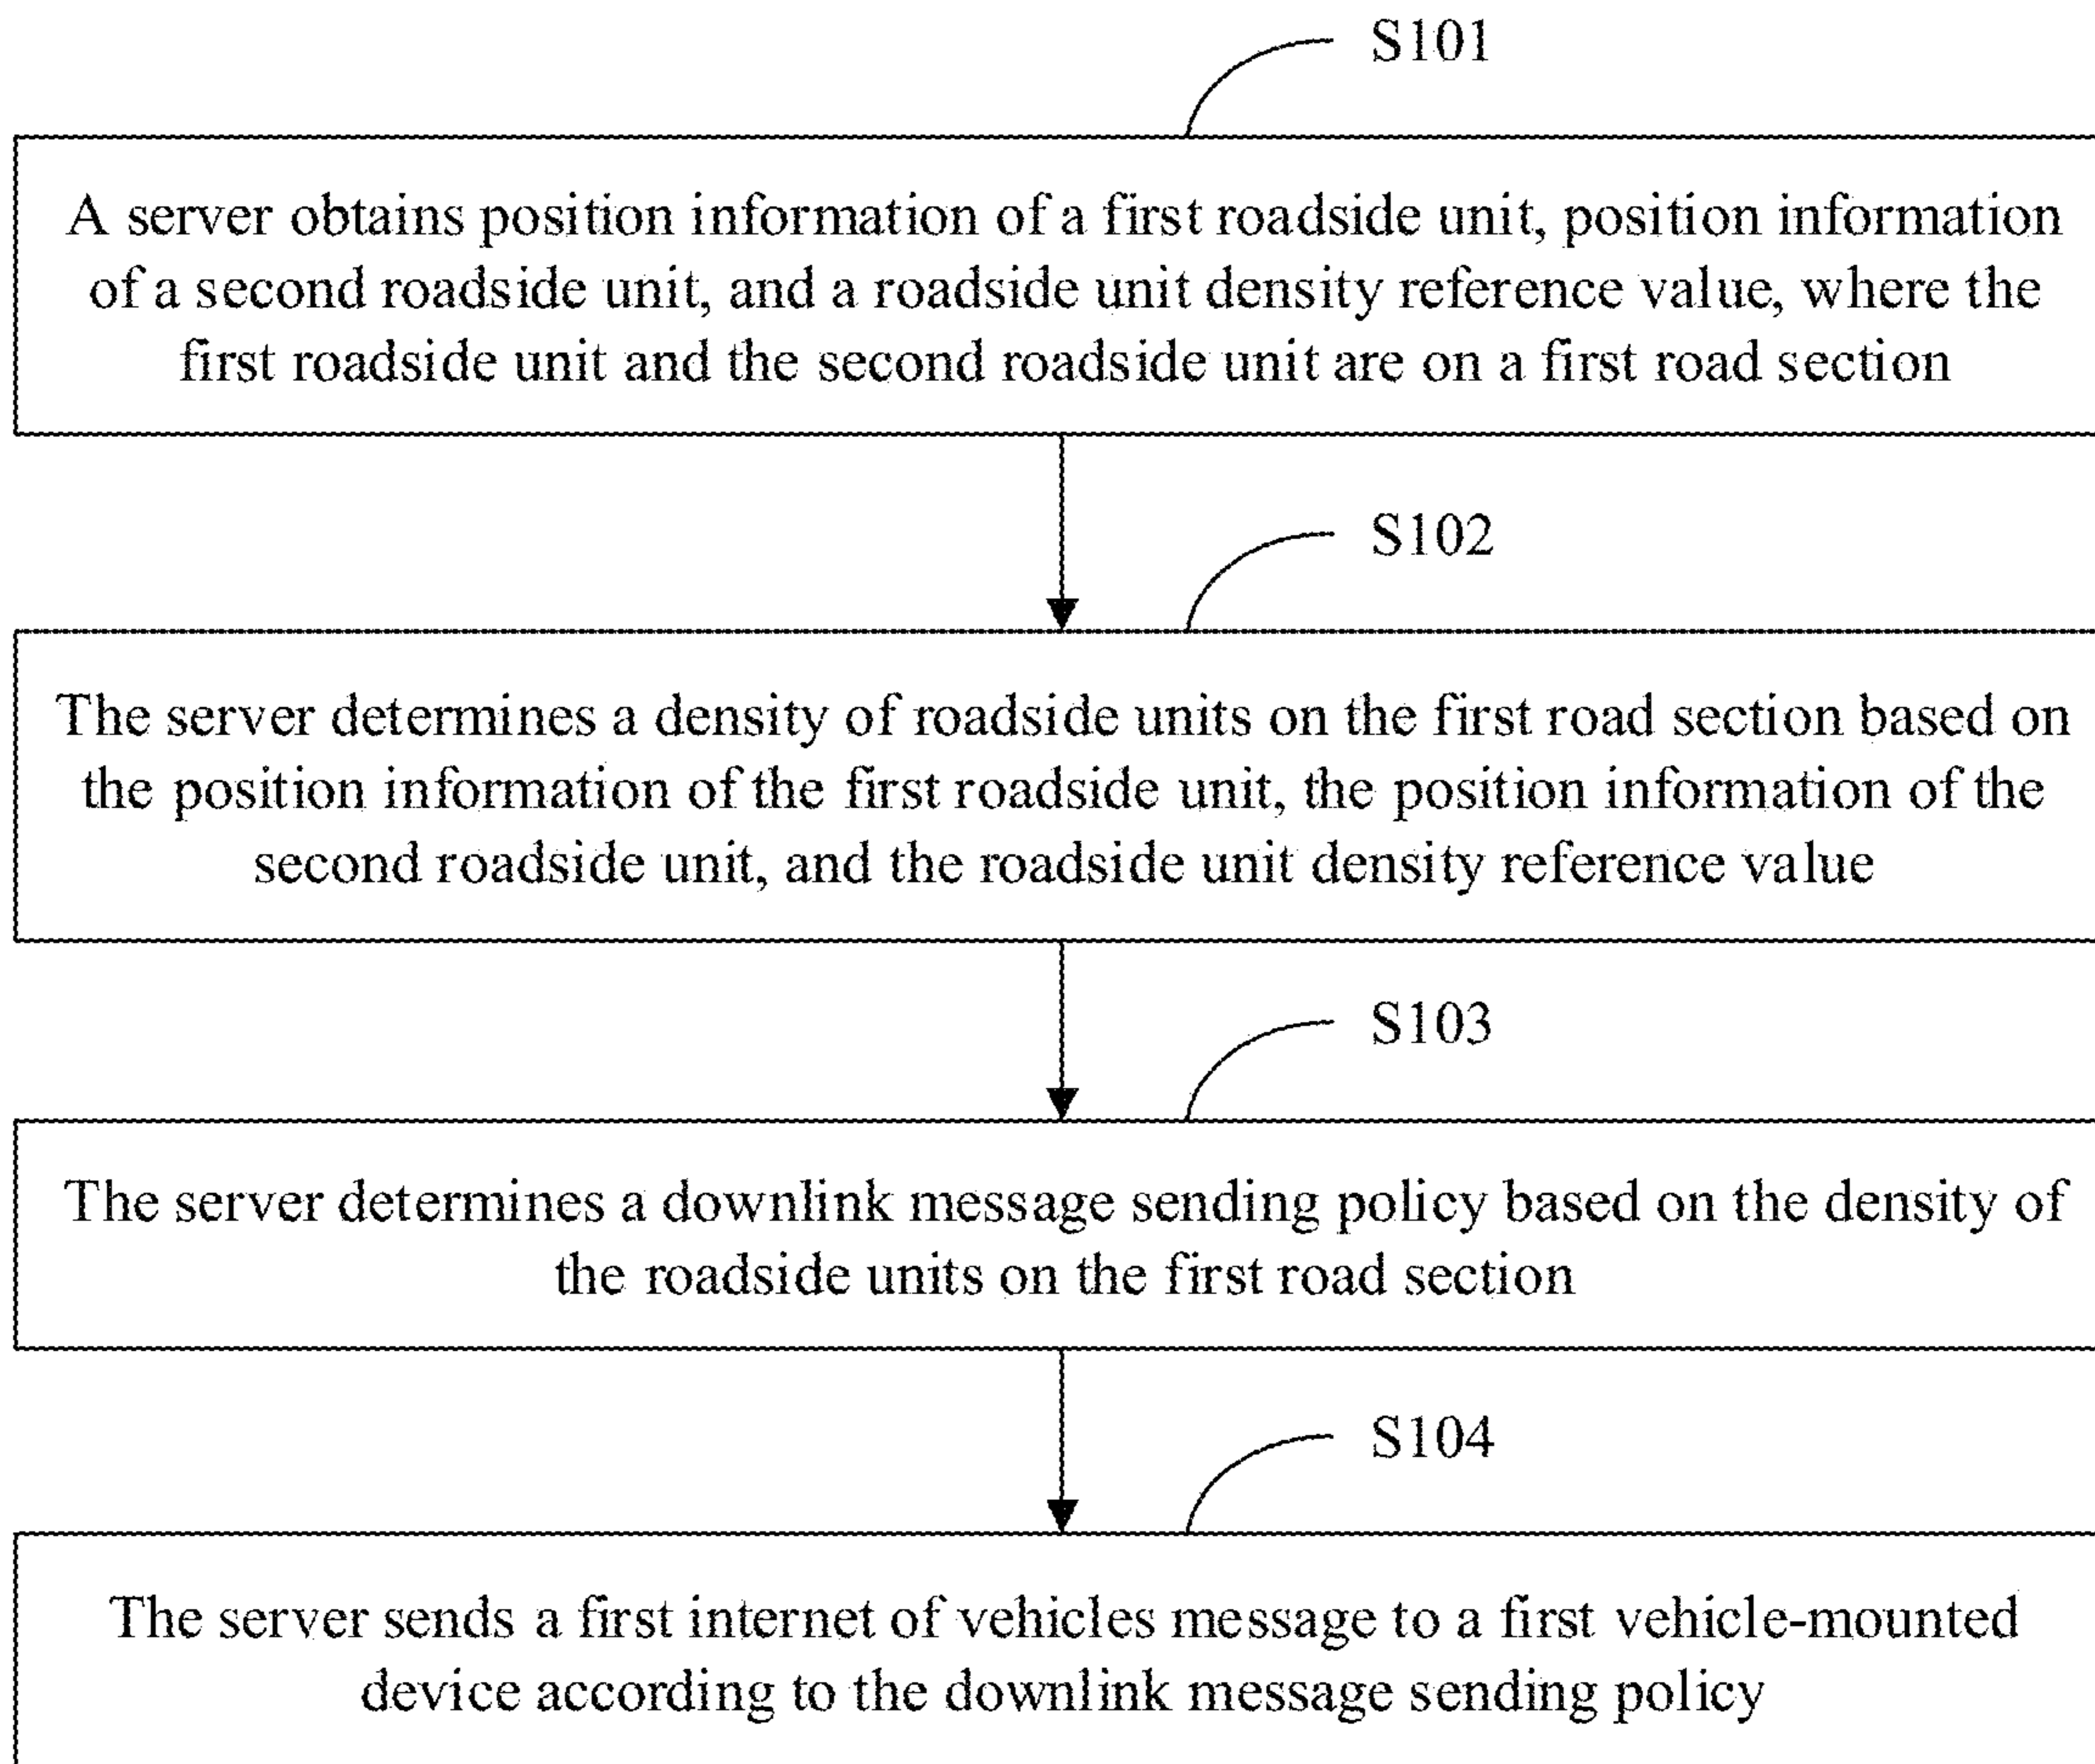 S101
A server obtains position information of a first roadside unit, position information
of a second roadside unit, and a roadside unit density reference value, where the
first roadside unit and the second roadside unit are on a first road section
S102
The server determines a density of roadside units on the first road section based on
the position information of the first roadside unit, the position information of the
second roadside unit, and the roadside unit density reference value
S103
The server determines a downlink message sending policy based on the density of
the roadside units on the first road section
S104
The server sends a first internet of vehicles message to a first vehicle-mounted
device according to the downlink message sending policy